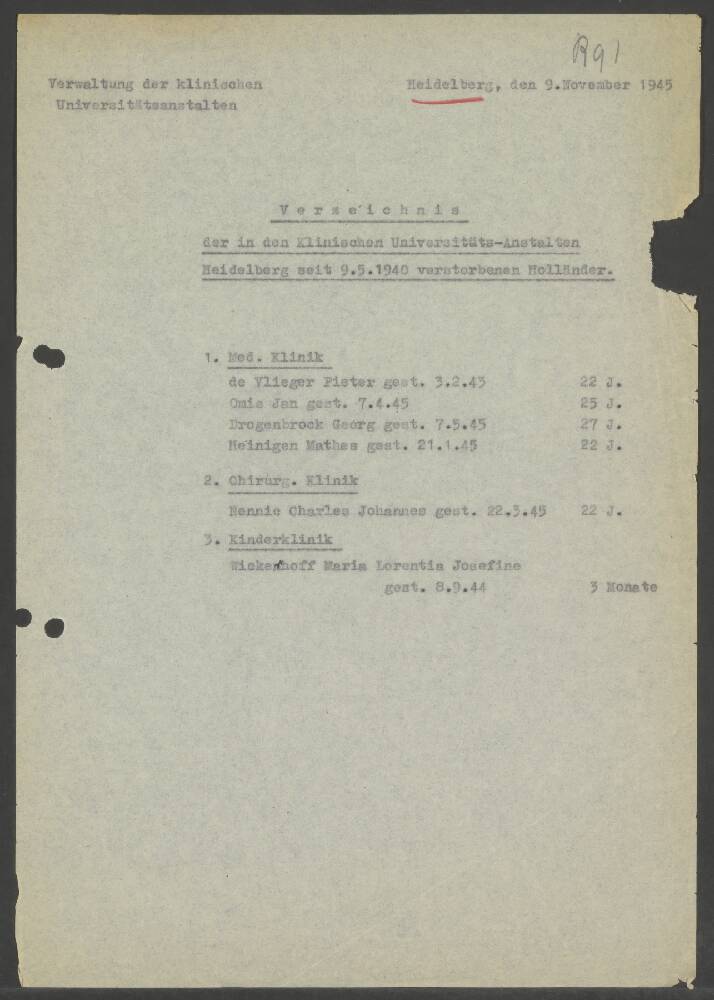 R91
Verwaltung der klinischen
Universitätsanstalten
Heidelberg, den 9.November 1945
Verzeichnis
der in den Klinischen Universitäts-Anstalten
Heidelberg seit 9.5.1940 verstorbenen Holländer.
1. Med. Klinik
de Vlieger Pieter gest. 3.2.43 22 J.
Omis Jan gest. 7.4.45 25 J.
Drogenbrock Georg gest. 7.5.45 27 J.
Heinigen Mathes gest. 21.1.45 22 J.
2. Chirurg. Klinik
Nennie Charles Johannes gest. 22.3.45 22 J.
3. Kinderklinik
Wickenhoff Maria Lorentia Josefine
gest. 8.9.44 3 Monate